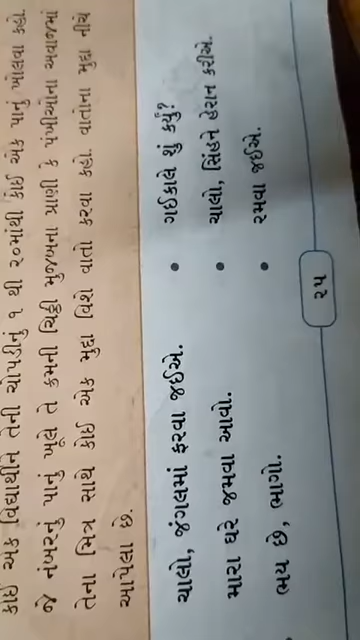 કોઈ એક વિદ્યાર્થીને તેની ચોપડીનું ૧ થી ૨૦માંથી કોઈ એક પાનું ખોલવા કહો.
જે નંબરનું પાનું ખૂલે તે ક્રમની ચિઠ્ઠી મુજબના પ્રાણી કે પંખીઓના અવાજમાં
તેના મિત્ર સાથે કોઈ એક મુદ્દા વિશે વાતો કરવા કહો. વાતોના મુદ્દા નીચે
આપેલા છે.
ચાલો, જંગલમાં ફરવા જઈએ.
• ગઈકાલે શું કર્યું?
મારા ઘરે જમવા આવો.
• ચાલો, સિંહને હેરાન કરીએ.
ભય છે, ભાગો.
• રમવા જઈએ.
૨૫